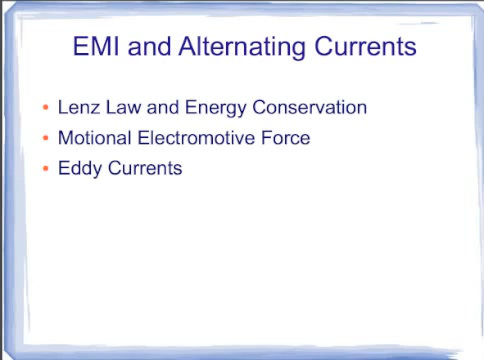 EMI and Alternating Currents
• Lenz Law and Energy Conservation
• Motional Electromotive Force
• Eddy Currents